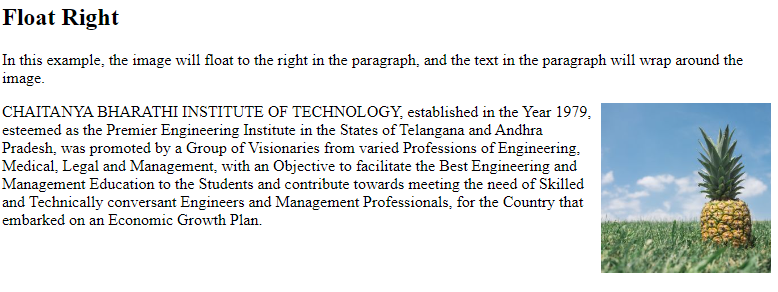 Float Right
In this example, the image will float to the right in the paragraph, and the text in the paragraph will wrap around the
image.
CHAITANYA BHARATHI INSTITUTE OF TECHNOLOGY, established in the Year 1979,
esteemed as the Premier Engineering Institute in the States of Telangana and Andhra
Pradesh, was promoted by a Group of Visionaries from varied Professions of Engineering,
Medical, Legal and Management, with an Objective to facilitate the Best Engineering and
Management Education to the Students and contribute towards meeting the need of Skilled
and Technically conversant Engineers and Management Professionals, for the Country that
embarked on an Economic Growth Plan.